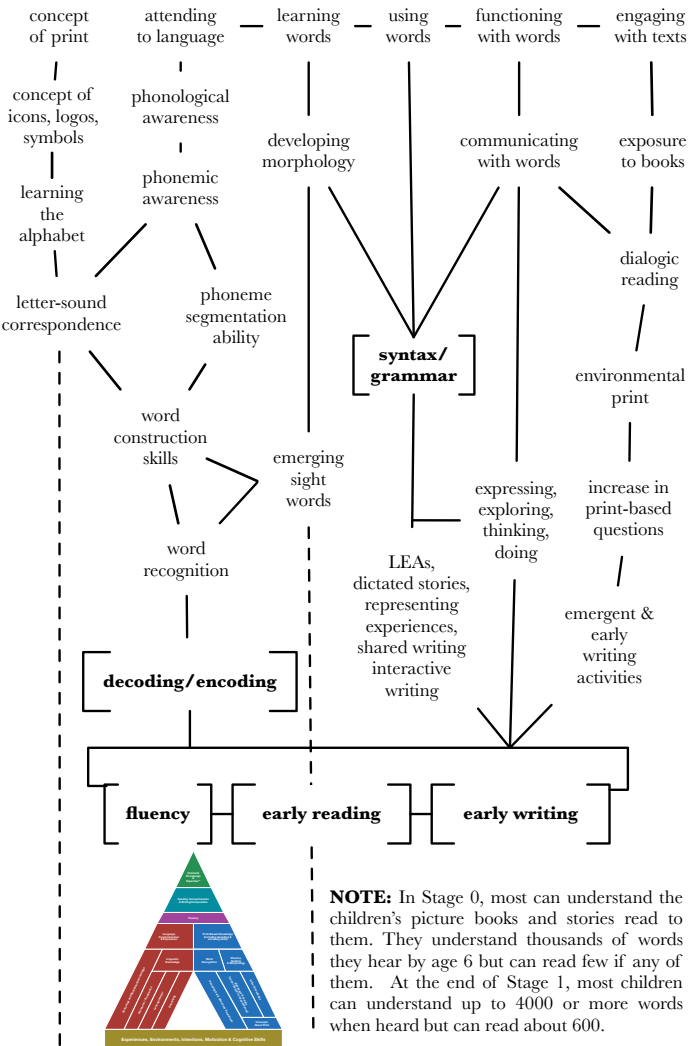 concept
of print
attending
to language
learning
words
using
words
functioning
with words
engaging
with texts
concept of
icons, logos,
symbols
phonological
awareness
developing
morphology
communicating
with words
exposure
to books
learning
the
alphabet
phonemic
awareness
dialogic
reading
letter-sound
correspondence
phoneme
segmentation
ability
syntax/
grammar
environmental
print
word
construction
skills
emerging
sight
words
expressing,
exploring,
thinking,
doing
increase in
print-based
questions
word
recognition
LEAs,
dictated stories,
representing
experiences,
shared writing
interactive
writing
emergent &
early
writing
activities
decoding/encoding
fluency
early reading
early writing
NOTE: In Stage 0, most can understand the
children's picture books and stories read to
them. They understand thousands of words
they hear by age 6 but can read few if any of
them. At the end of Stage 1, most children
can understand up to 4000 or more words
when heard but can read about 600.
Fluency
Experiences, Environments, Intentions, Motivation & Cognitive Skills